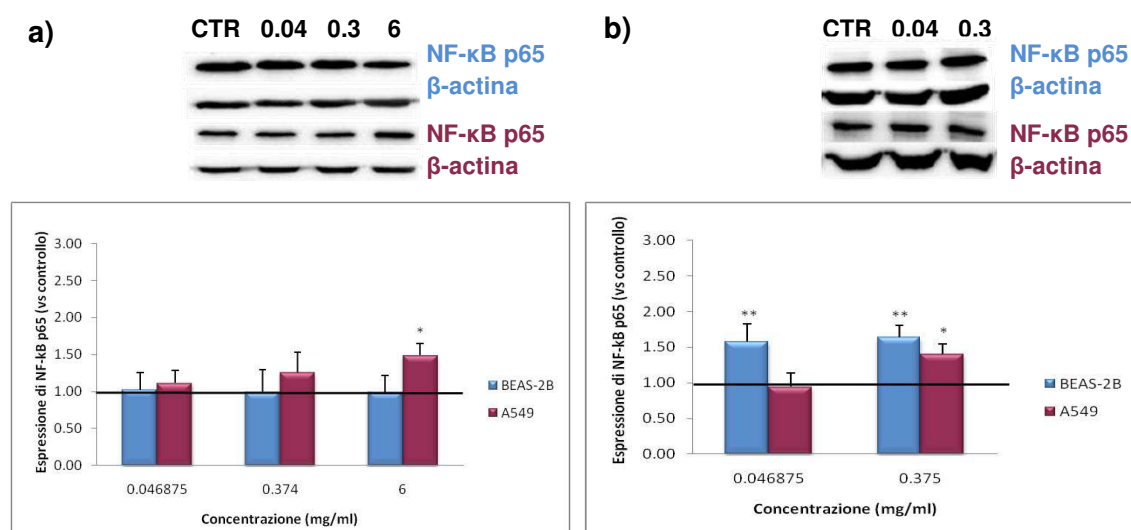 a)
CTR 0.04 0.3 6
NF-κB p65
β-actina
NF-κB p65
β-actina
b)
CTR 0.04 0.3
NF-κB p65
β-actina
NF-κB p65
β-actina
Espressione di NF-kB p65 (vs controllo)
3.00
2.50
2.00
1.50
1.00
0.50
0.00
*
0.046875 0.374 6
Concentrazione (mg/ml)
BEAS-2B
A549
Espressione di NF-kB p65 (vs controllo)
3.00
2.50
2.00
1.50
1.00
0.50
0.00
** ** *
0.046875 0.375
Concentrazione (mg/ml)
BEAS-2B
A549